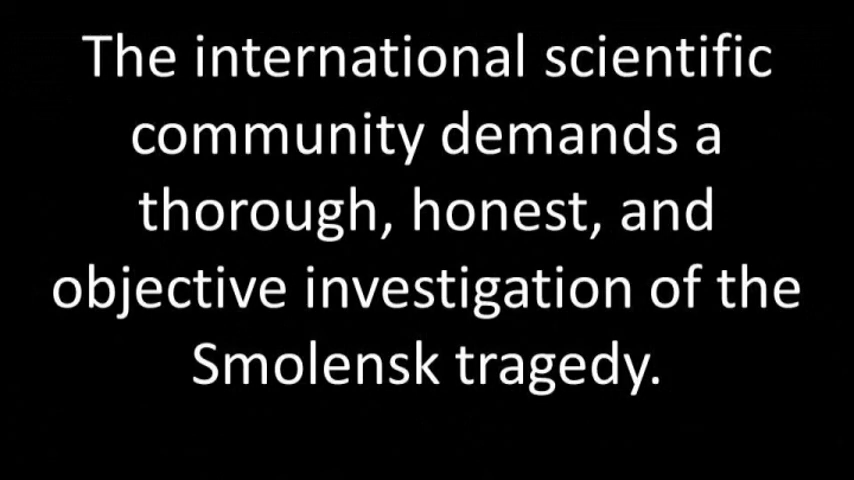 The international scientific
community demands a
thorough, honest, and
objective investigation of the
Smolensk tragedy.